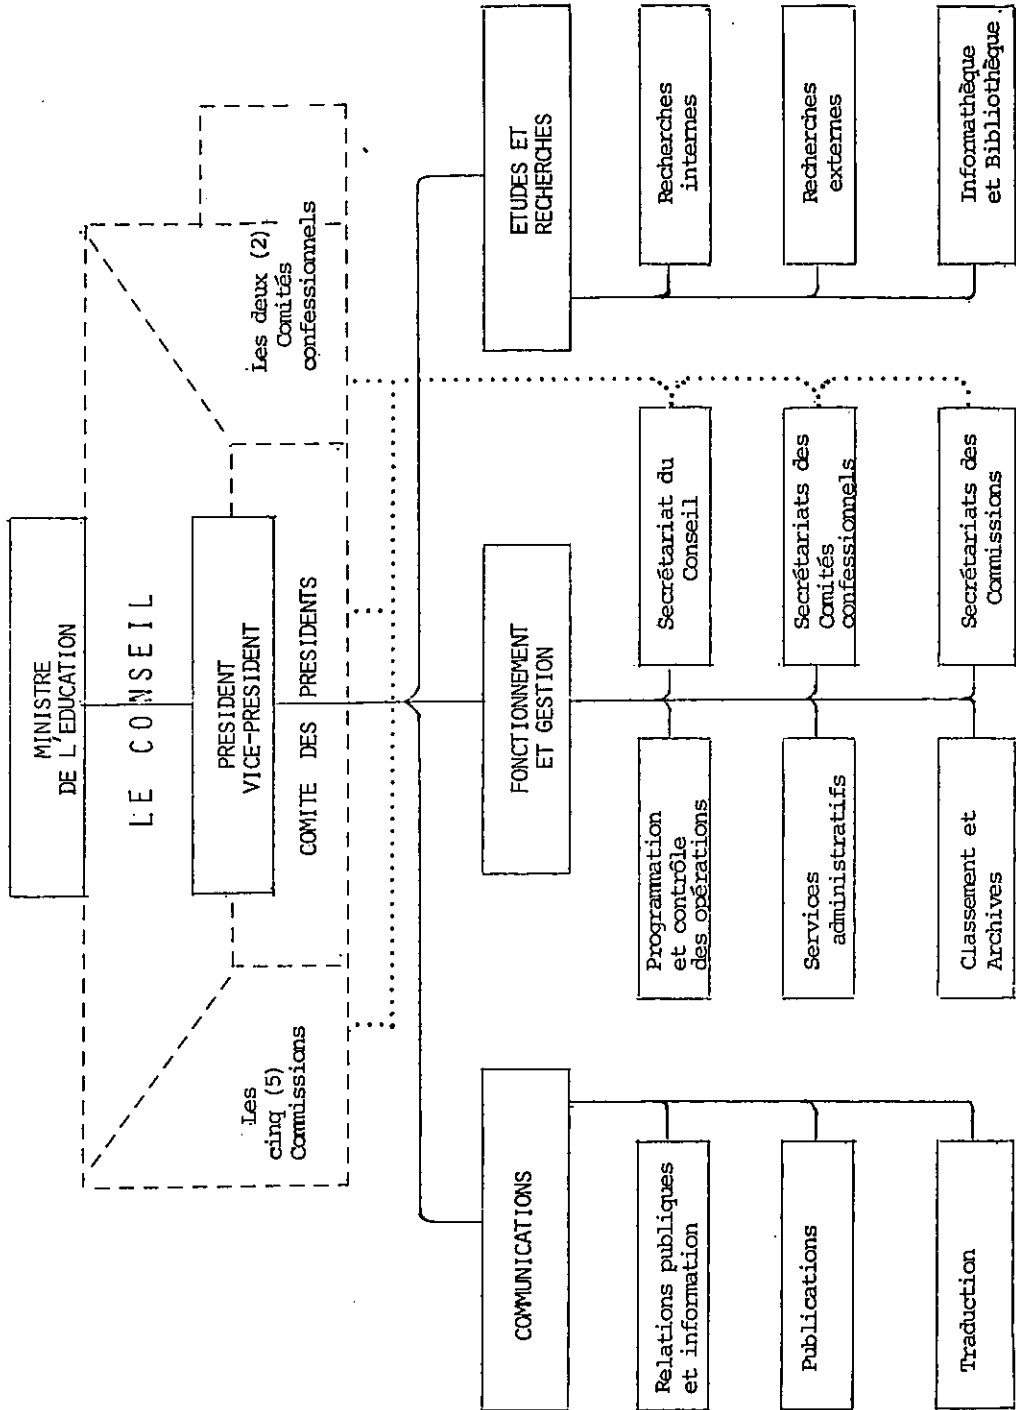 MINISTRE
DE L'EDUCATION
LE CONSEIL
PRESIDENT
VICE-PRESIDENT
COMITE DES PRESIDENTS
Les
cinq (5)
Commissions
Les deux (2)
Comités
confessionnels
COMMUNICATIONS
Relations publiques
et information
Publications
Traduction
FONCTIONNEMENT
ET GESTION
Programmation
et contrôle
des opérations
Services
administratifs
Classement et
Archives
Secrétariat du
Conseil
Secrétariats des
Comités
confessionnels
Secrétariats des
Commissions
ETUDES ET
RECHERCHES
Recherches
internes
Recherches
externes
Informathèque
et Bibliothèque